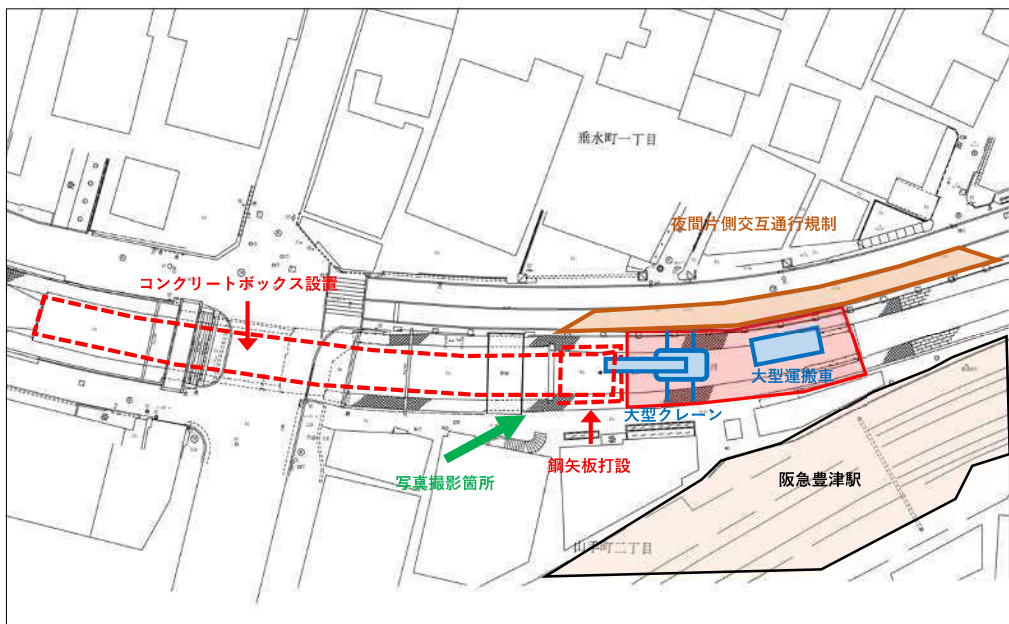 垂水町一丁目
夜間片側交互通行規制
コンクリートボックス設置
大型運搬車
大型クレーン
鋼矢板打設
写真撮影箇所
阪急豊津駅
山手町二丁目